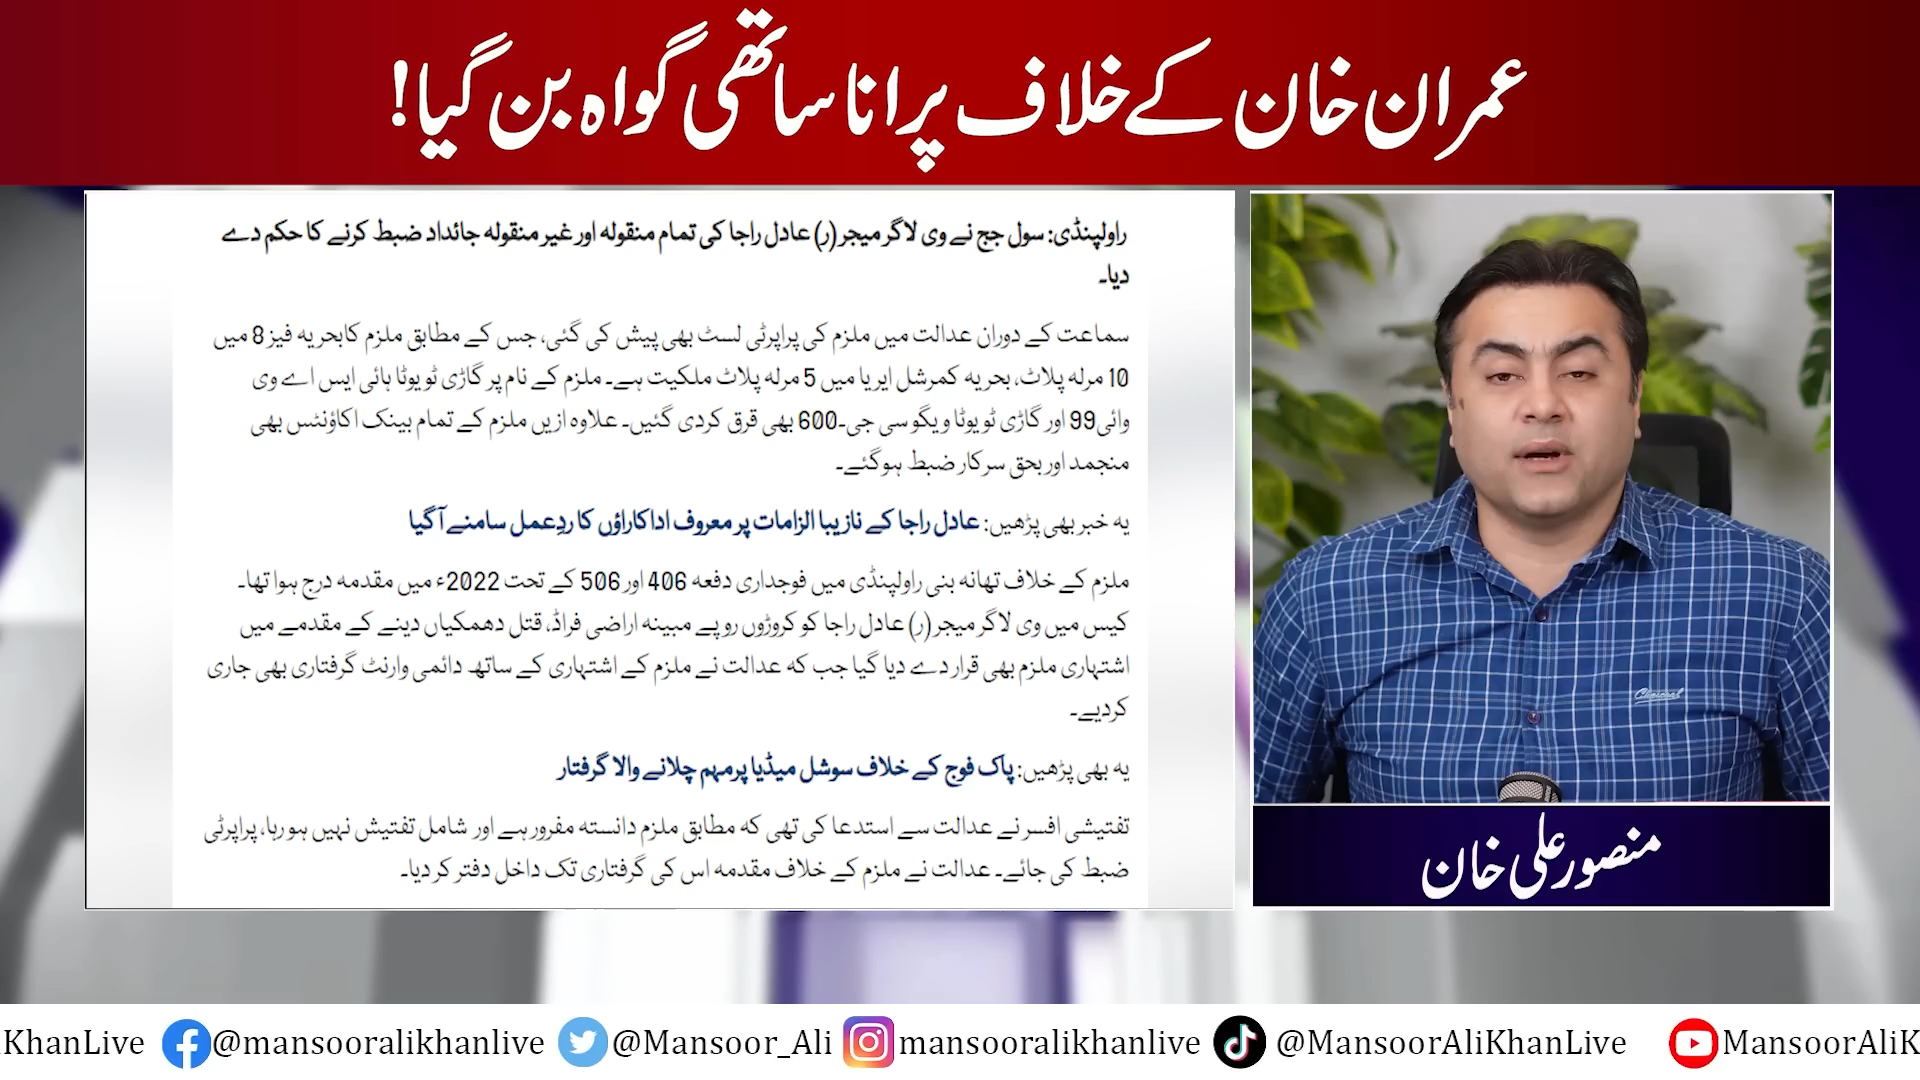 عمران خان کے خلاف پرانا ساتھی گواہ بن گیا!
راولپنڈی: سول جج نے وی لاگر میجر (ر) عادل راجا کی تمام منقولہ اور غیر منقولہ جائداد ضبط کرنے کا حکم دے
دیا۔
سماعت کے دوران عدالت میں ملزم کی پراپرٹی لسٹ بھی پیش کی گئی، جس کے مطابق ملزم کا بحریہ فیز 8 میں
10 مرلہ پلاٹ، بحریہ کمرشل ایریا میں 5 مرلہ پلاٹ ملکیت ہے۔ ملزم کے نام پر گاڑی ٹویوٹا ہائی ایس اے وی
وائی 99 اور گاڑی ٹویوٹا ویگو سی جی۔600 بھی قرق کردی گئیں۔ علاوہ ازیں ملزم کے تمام بینک اکاؤنٹس بھی
منجمد اور بحق سرکار ضبط ہوگئے۔
یہ خبر بھی پڑھیں: عادل راجا کے نازیبا الزامات پر معروف اداکاراؤں کا ردِعمل سامنے آگیا
ملزم کے خلاف تھانہ بنی راولپنڈی میں فوجداری دفعہ 406 اور 506 کے تحت 2022ء میں مقدمہ درج ہوا تھا۔
کیس میں وی لاگر میجر (ر) عادل راجا کو کروڑوں روپے مبینہ اراضی فراڈ، قتل دھمکیاں دینے کے مقدمے میں
اشتہاری ملزم بھی قرار دے دیا گیا جب کہ عدالت نے ملزم کے اشتہاری کے ساتھ دائمی وارنٹ گرفتاری بھی جاری
کردیے۔
یہ بھی پڑھیں: پاک فوج کے خلاف سوشل میڈیا پر مہم چلانے والا گرفتار
تفتیشی افسر نے عدالت سے استدعا کی تھی کہ مطابق ملزم دانستہ مفرور ہے اور شامل تفتیش نہیں ہو رہا، پراپرٹی
ضبط کی جائے۔ عدالت نے ملزم کے خلاف مقدمہ اس کی گرفتاری تک داخل دفتر کر دیا۔
منصور علی خان
KhanLive @mansooralikhanlive @Mansoor_Ali mansooralikhanlive @MansoorAliKhanLive MansoorAliK